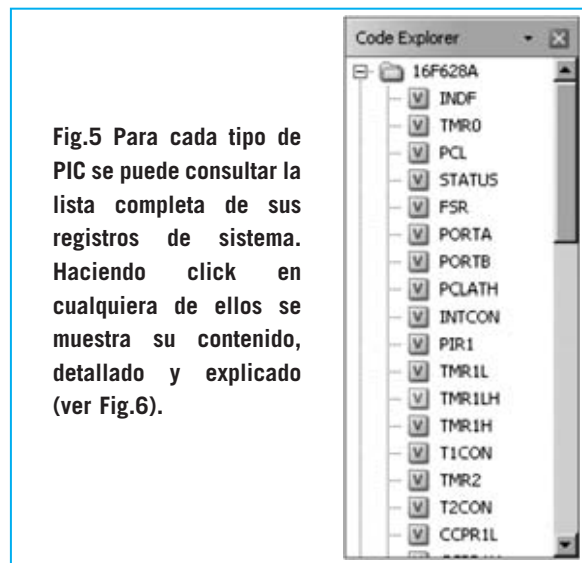 Fig.5 Para cada tipo de
PIC se puede consultar la
lista completa de sus
registros de sistema.
Haciendo click en
cualquiera de ellos se
muestra su contenido,
detallado y explicado
(ver Fig.6).
Code Explorer
16F628A
V INDF
V TMR0
V PCL
V STATUS
V FSR
V PORTA
V PORTB
V PCLATH
V INTCON
V PIR1
V TMR1L
V TMR1LH
V TMR1H
V T1CON
V TMR2
V T2CON
V CCPR1L